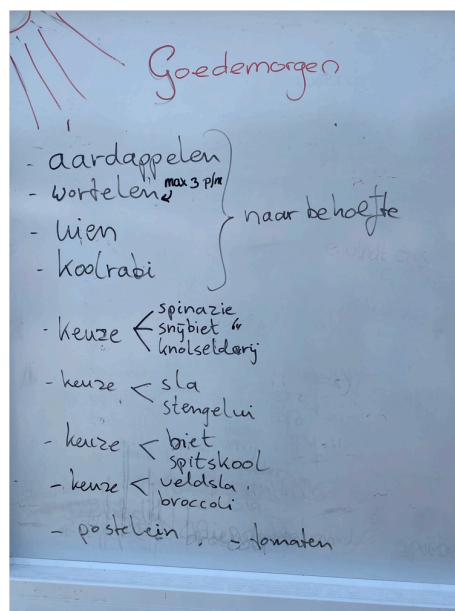 Goedemorgen
- aardappelen
- wortelen max 3 p/m
- uien
- koolrabi
naar behoefte
- keuze < spinazie
snijbiet
knolselderij
- keuze < sla
stengelui
- keuze < biet
spitskool
- keuze < veldsla
broccoli
- postelein - tomaten